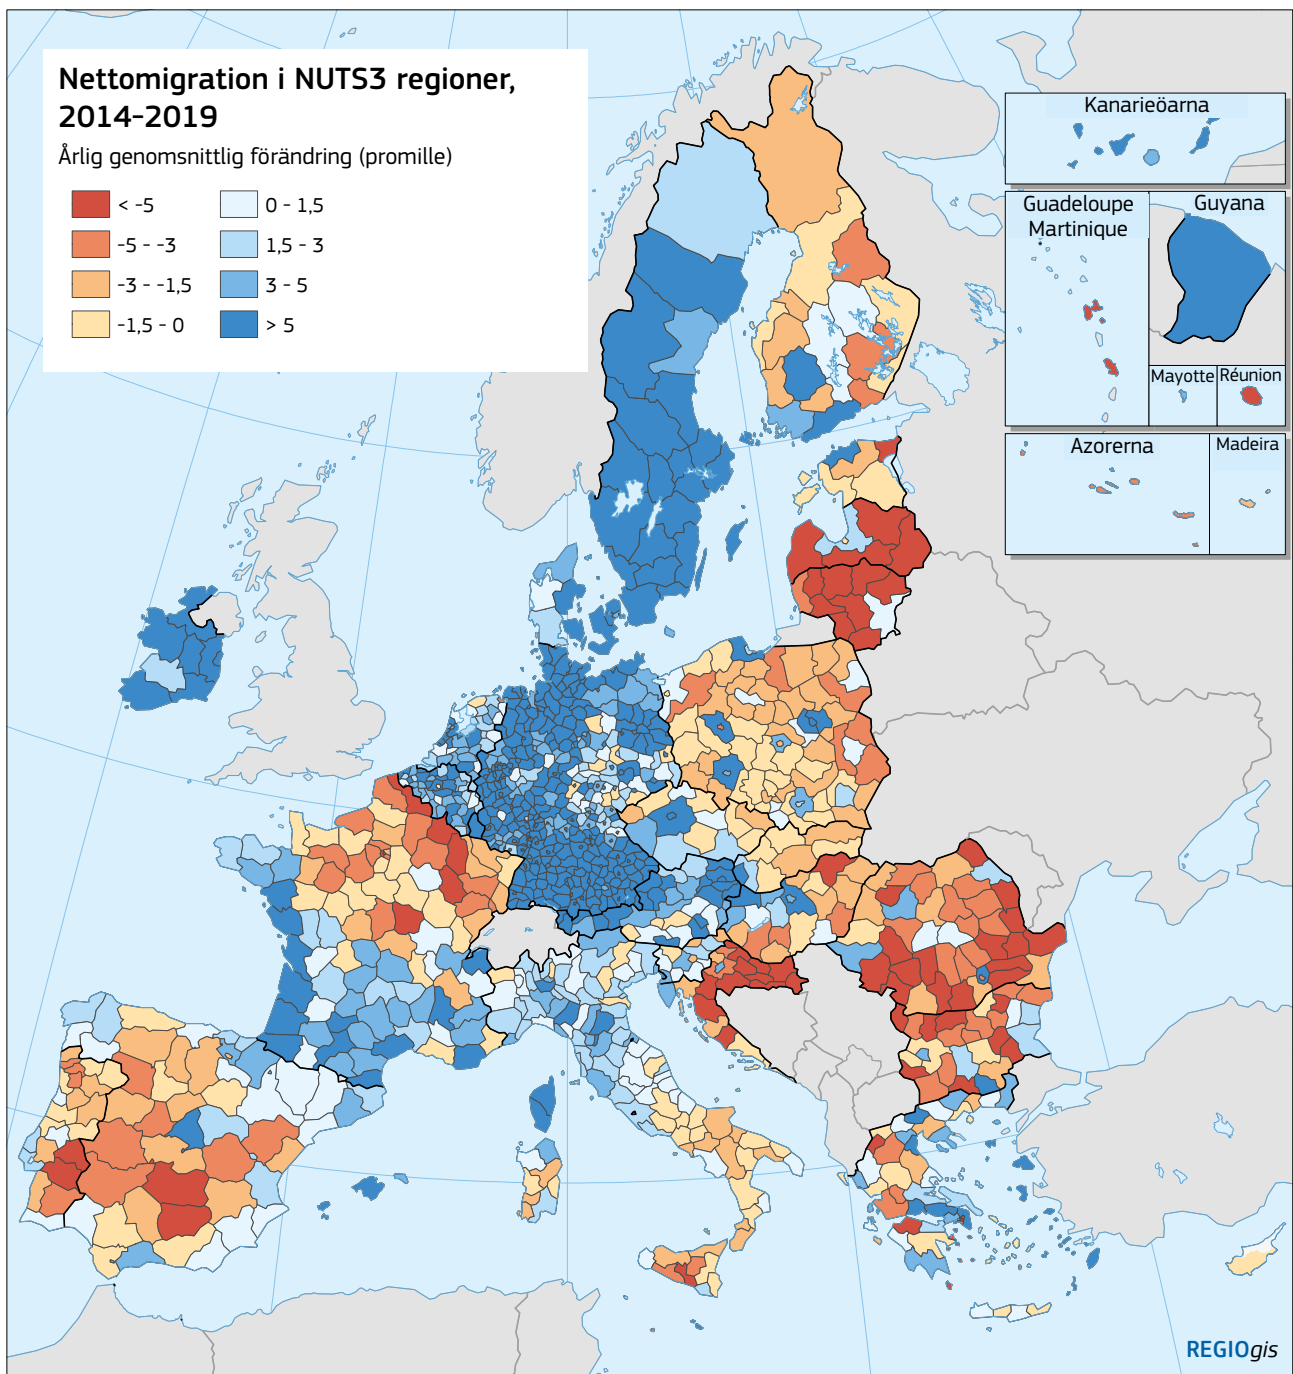 Nettomigration i NUTS3 regioner,
2014-2019
Årlig genomsnittlig förändring (promille)
< -5
-5 - -3
-3 - -1,5
-1,5 - 0
0 - 1,5
1,5 - 3
3 - 5
> 5
Kanarieöarna
Guadeloupe
Martinique
Guyana
Mayotte
Réunion
Azorerna
Madeira
REGIOgis